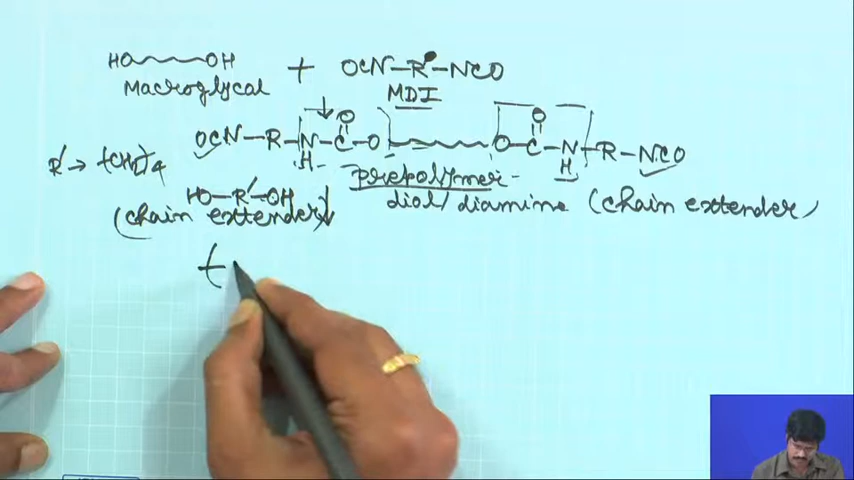 HO OH + OCN-R-NCO
Macroglycol MDI
OCN-R-N-C-O O-C-N-R-NCO
O O
H H
R'→ (CH2)4 prepolymer
HO-R'-OH diol/diamine (chain extender)
(chain extender)
(